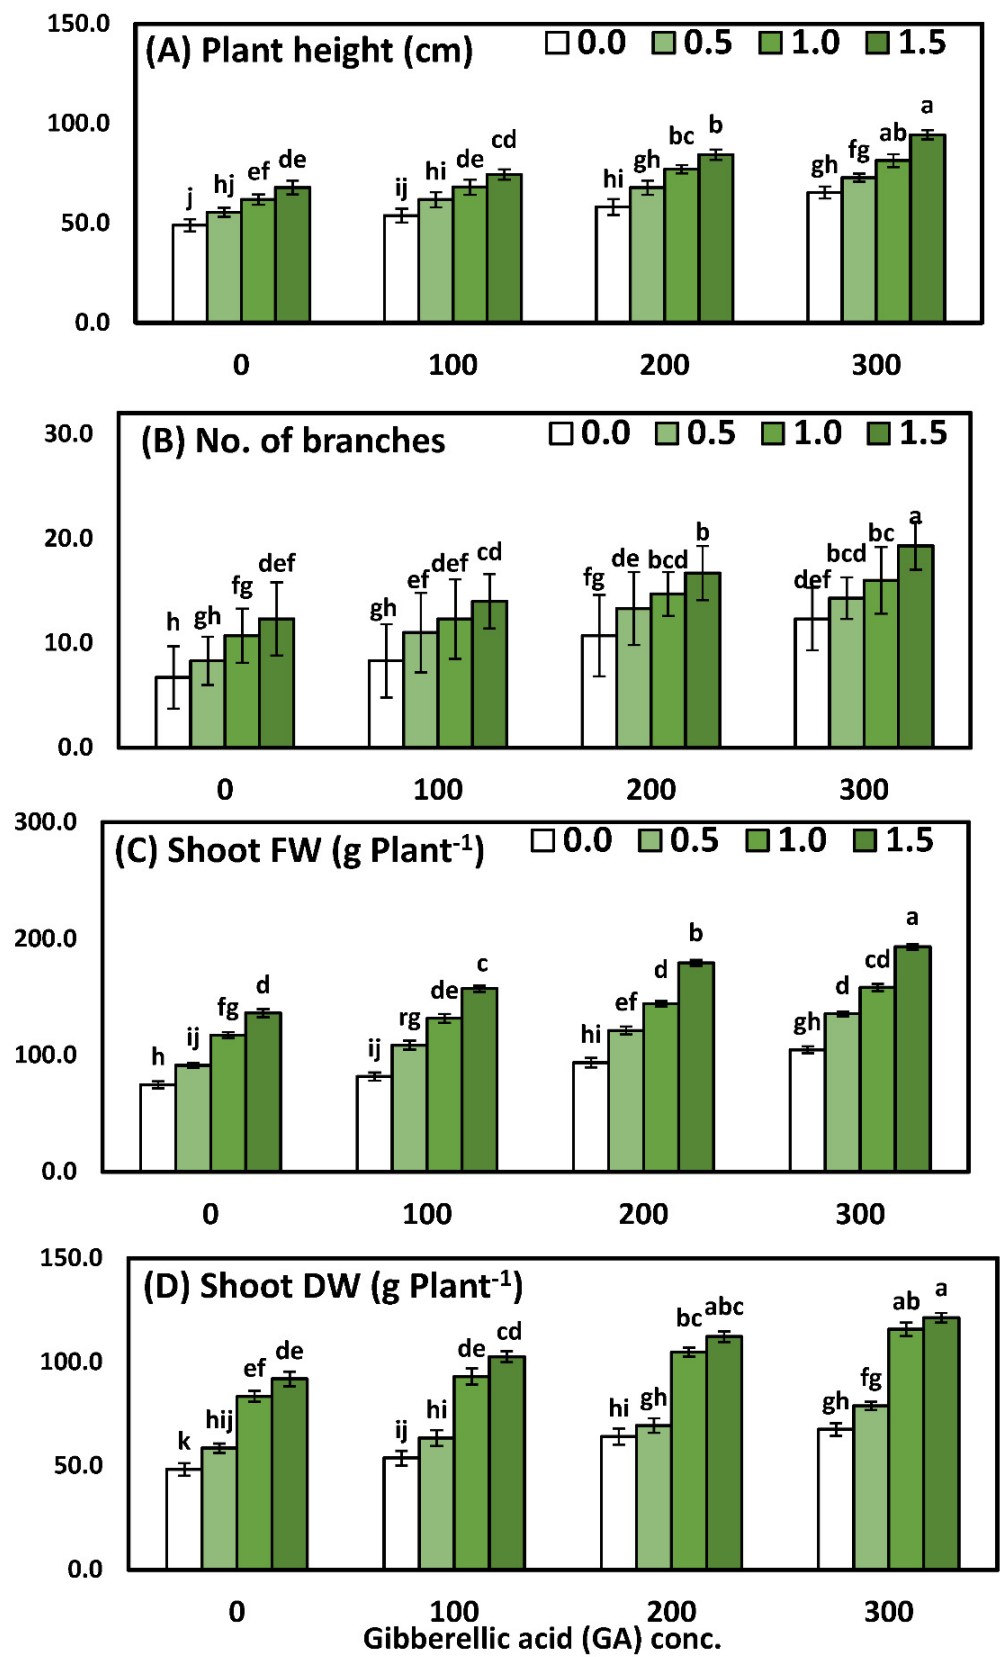 150.0
(A) Plant height (cm) 0.0 0.5 1.0 1.5
100.0
j hj ef de ij hi de cd hi gh bc b gh fg ab a
50.0
0.0
0 100 200 300
30.0
(B) No. of branches 0.0 0.5 1.0 1.5
20.0
h gh fg def gh ef def cd fg de bcd b def bcd bc a
10.0
0.0
0 100 200 300
300.0
(C) Shoot FW (g Plant-1) 0.0 0.5 1.0 1.5
200.0
h ij fg d ij rg de c hi ef d b gh d cd a
100.0
0.0
0 100 200 300
150.0
(D) Shoot DW (g Plant-1)
100.0
k hij ef de ij hi de cd hi gh bc abc gh fg ab a
50.0
0.0
0 100 200 300
Gibberellic acid (GA) conc.